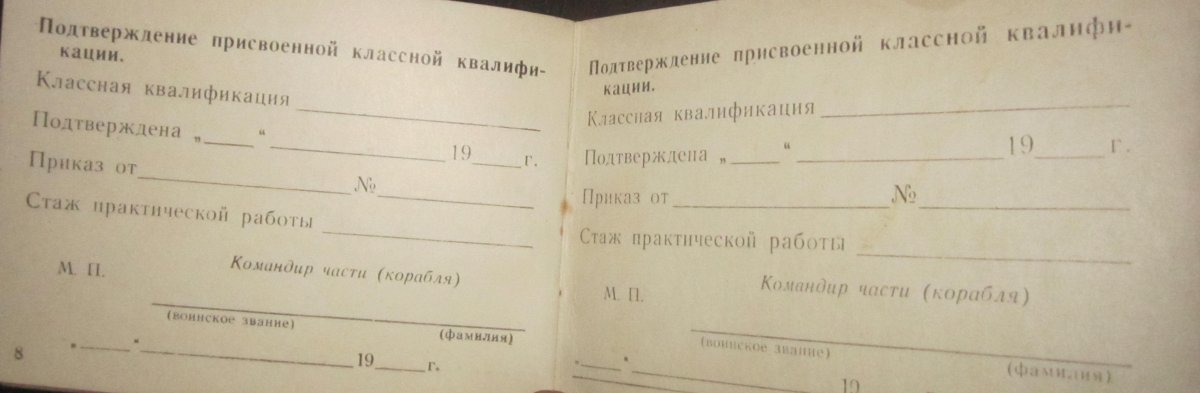 Подтверждение присвоенной классной квалифи-
кации.
Классная квалификация
Подтверждена „ “ 19 г.
Приказ от №
Стаж практической работы
М. П. Командир части (корабля)
(воинское звание) (фамилия)
„ “ 19 г.
8
Подтверждение присвоенной классной квалифи-
кации.
Классная квалификация
Подтверждена „ “ 19 г.
Приказ от №
Стаж практической работы
М. П. Командир части (корабля)
(воинское звание) (фамилия)
„ “ 19